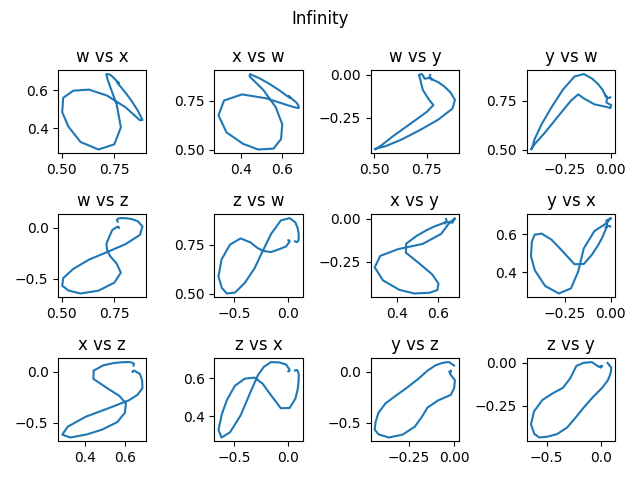 Infinity
w vs x
x vs w
w vs y
y vs w
0.6
0.4
0.50 0.75
0.75
0.50
0.4 0.6
0.00
−0.25
0.50 0.75
0.75
0.50
−0.25 0.00
w vs z
z vs w
x vs y
y vs x
0.0
−0.5
0.50 0.75
0.75
0.50
−0.5 0.0
0.00
−0.25
0.4 0.6
0.6
0.4
−0.25 0.00
x vs z
z vs x
y vs z
z vs y
0.0
−0.5
0.4 0.6
0.6
0.4
−0.5 0.0
0.0
−0.5
−0.25 0.00
0.00
−0.25
−0.5 0.0